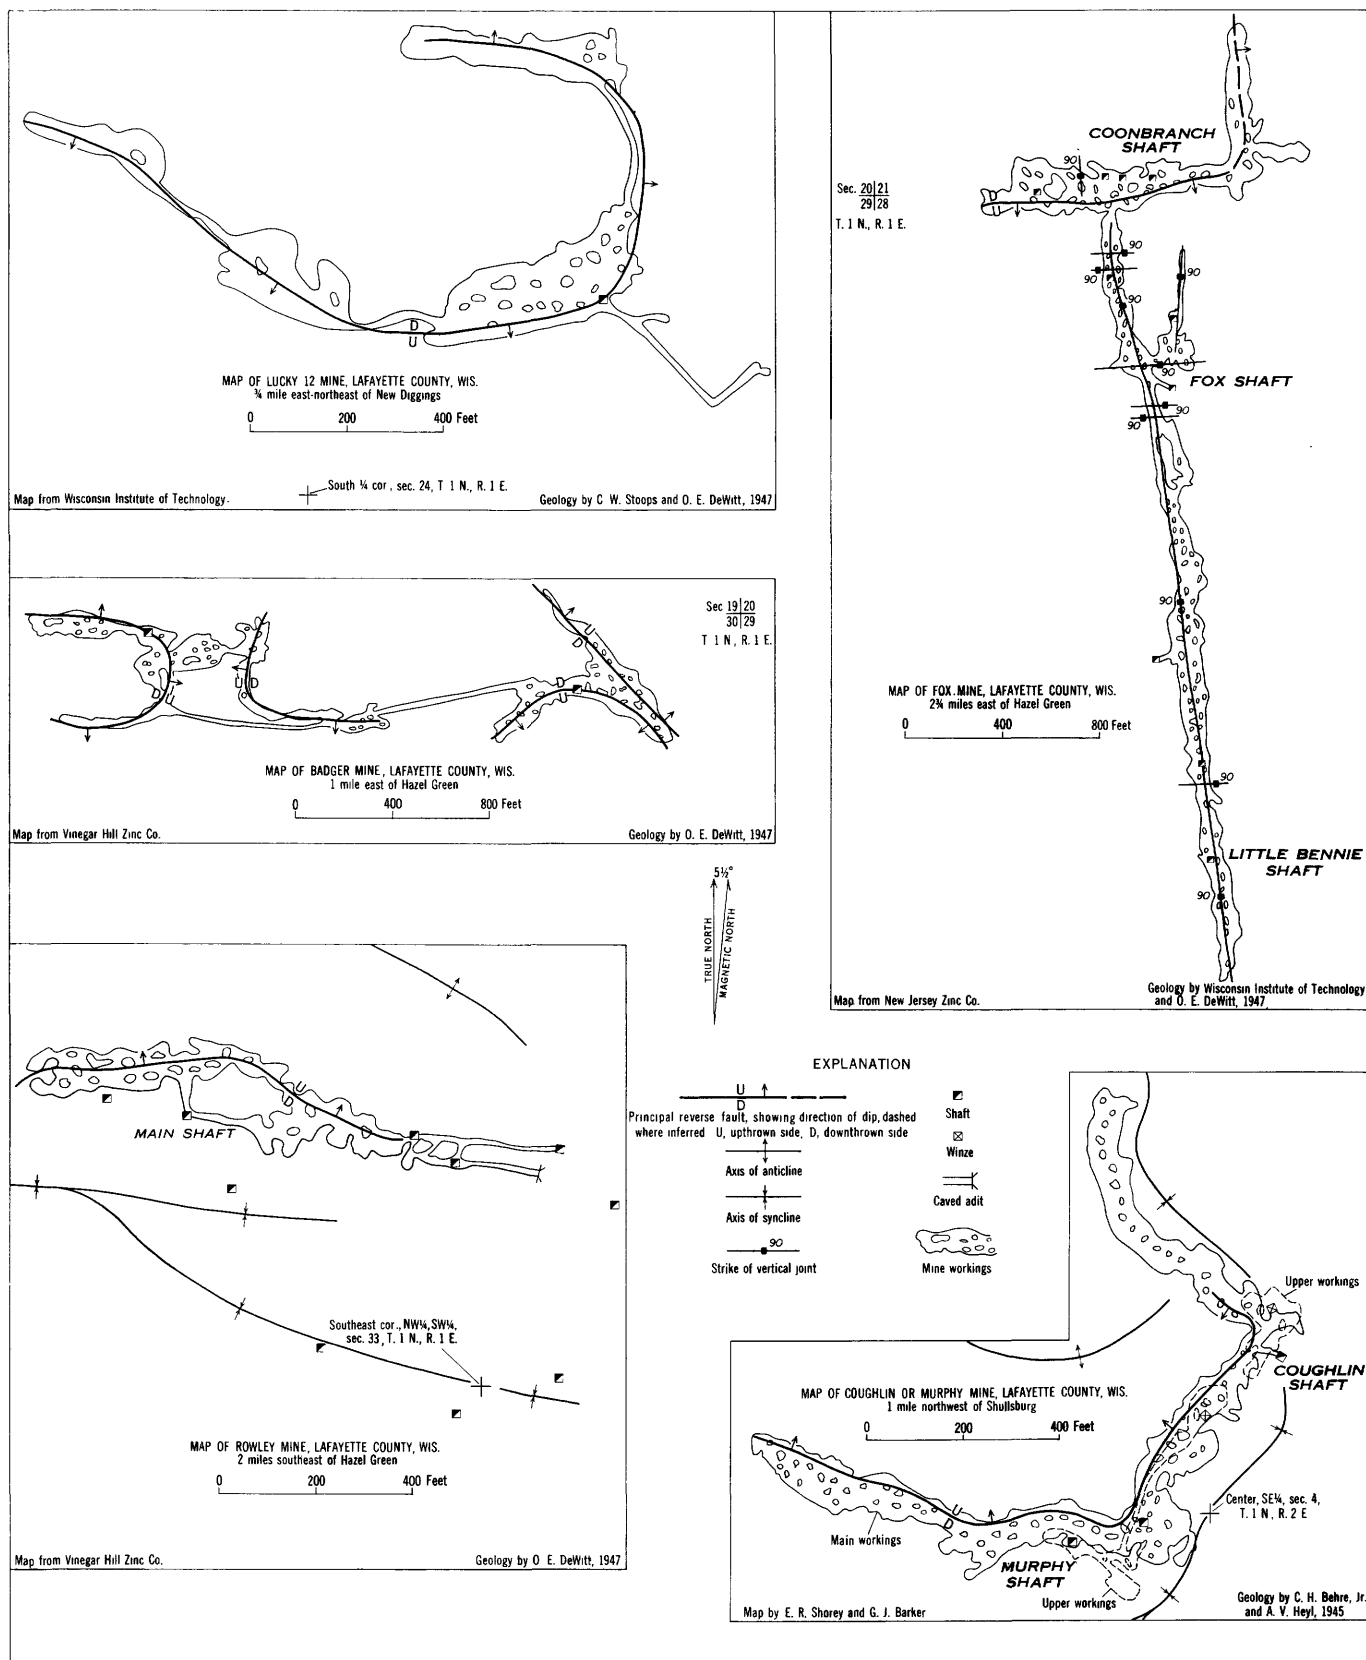 D
U
MAP OF LUCKY 12 MINE, LAFAYETTE COUNTY, WIS.
¾ mile east-northeast of New Diggings
0 200 400 Feet
South ¼ cor, sec. 24, T 1 N., R. 1 E.
Map from Wisconsin Institute of Technology.
Geology by C W. Stoops and O. E. DeWitt, 1947
COONBRANCH
SHAFT
90
Sec. 20|21
29|28
T. 1 N., R. 1 E.
D
U
90
90
90
90
FOX SHAFT
90
90
90
90
MAP OF FOX MINE, LAFAYETTE COUNTY, WIS.
2¾ miles east of Hazel Green
0 400 800 Feet
90
LITTLE BENNIE
SHAFT
90
Map from New Jersey Zinc Co.
Geology by Wisconsin Institute of Technology
and O. E. DeWitt, 1947
Sec 19|20
30|29
T 1 N, R. 1 E.
U
D
D U
U D
D
U
MAP OF BADGER MINE, LAFAYETTE COUNTY, WIS.
1 mile east of Hazel Green
0 400 800 Feet
Map from Vinegar Hill Zinc Co.
Geology by O. E. DeWitt, 1947
5½°
TRUE NORTH
MAGNETIC NORTH
U
D
MAIN SHAFT
Southeast cor., NW¼, SW¼,
sec. 33, T. 1 N., R. 1 E.
MAP OF ROWLEY MINE, LAFAYETTE COUNTY, WIS.
2 miles southeast of Hazel Green
0 200 400 Feet
Map from Vinegar Hill Zinc Co.
Geology by O E. DeWitt, 1947
EXPLANATION
U
D
Principal reverse fault, showing direction of dip, dashed
where inferred U, upthrown side, D, downthrown side
Axis of anticline
Axis of syncline
90
Strike of vertical joint
Shaft
Winze
Caved adit
Mine workings
Upper workings
COUGHLIN
SHAFT
MAP OF COUGHLIN OR MURPHY MINE, LAFAYETTE COUNTY, WIS.
1 mile northwest of Shullsburg
0 200 400 Feet
Center, SE¼, sec. 4,
T. 1 N, R. 2 E
U
D
Main workings
MURPHY
SHAFT
Upper workings
Map by E. R. Shorey and G. J. Barker
Geology by C. H. Behre, Jr.
and A. V. Heyl, 1945